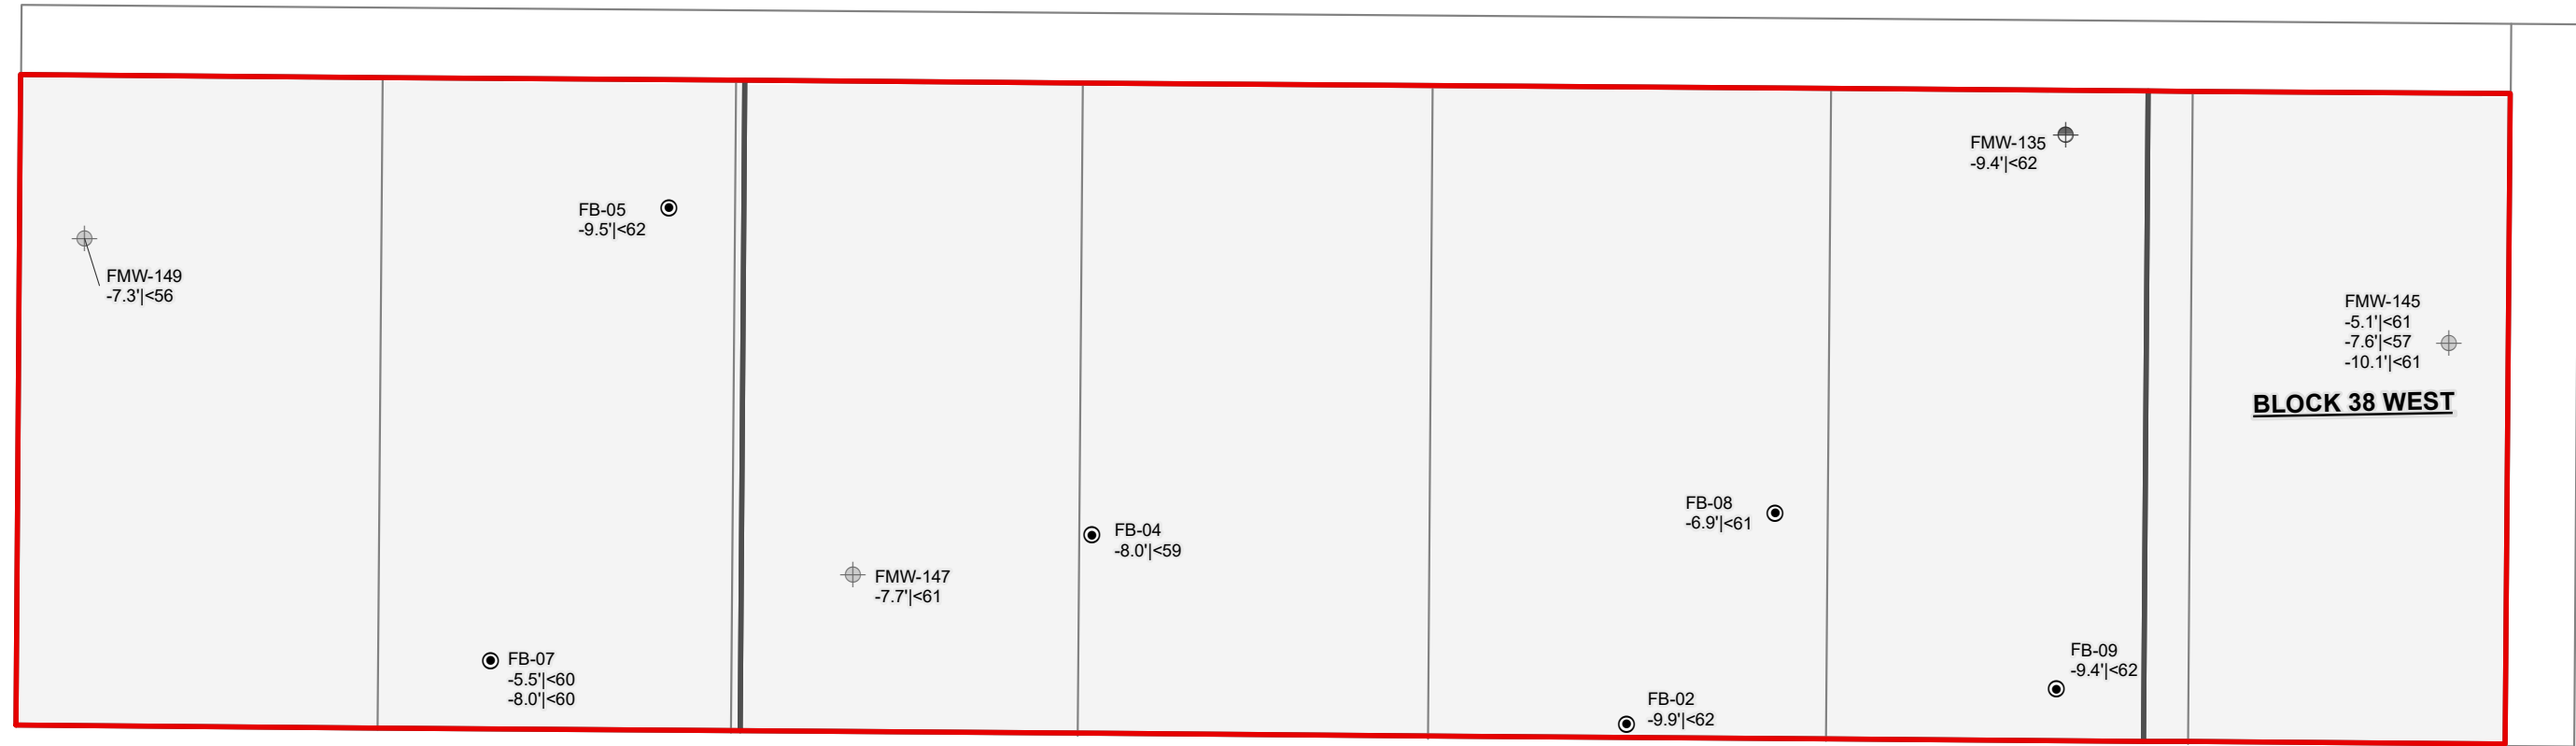 FMW-135
-9.4'|<62
FB-05
-9.5'|<62
FMW-149
-7.3'|<56
FMW-145
-5.1'|<61
-7.6'|<57
-10.1'|<61
BLOCK 38 WEST
FB-08
-6.9'|<61
FB-04
-8.0'|<59
FMW-147
-7.7'|<61
FB-07
-5.5'|<60
-8.0'|<60
FB-09
-9.4'|<62
FB-02
-9.9'|<62